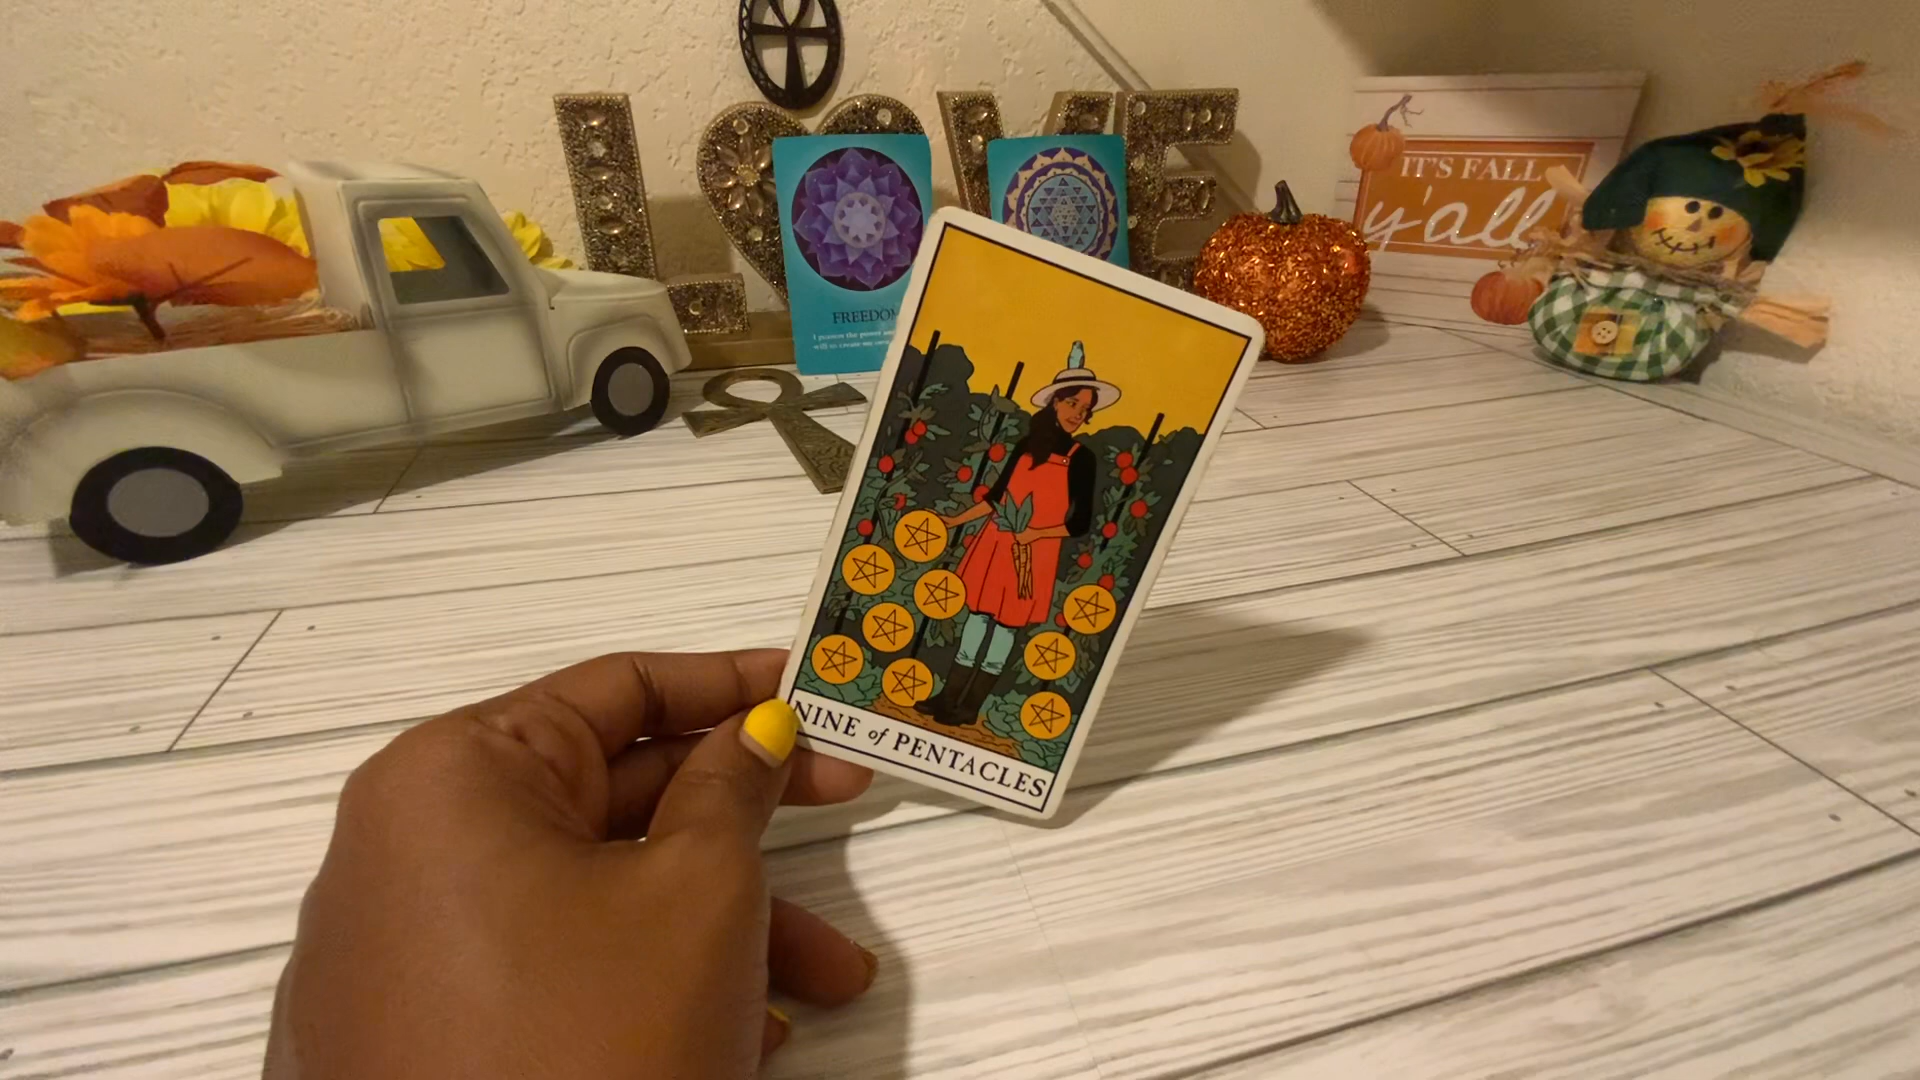 LOVE
IT'S FALL
y'all
FREEDOM
NINE of PENTACLES